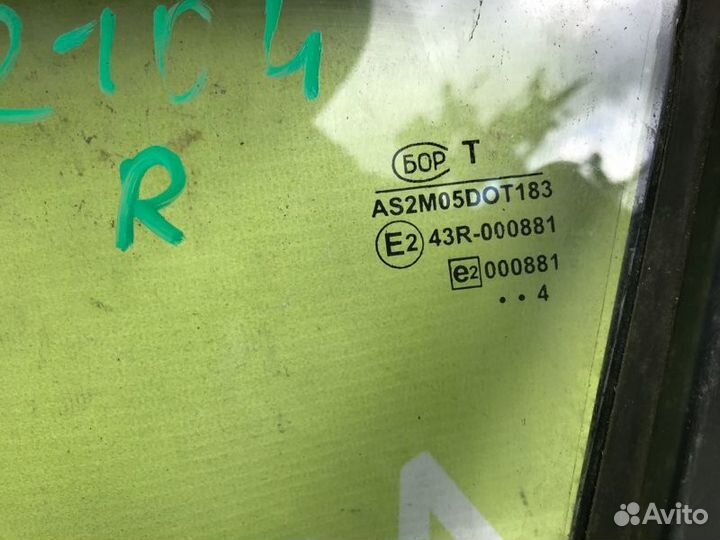 2104
R
БОР T
AS2M05DOT183
E2 43R-000881
e2 000881
. . 4
Avito